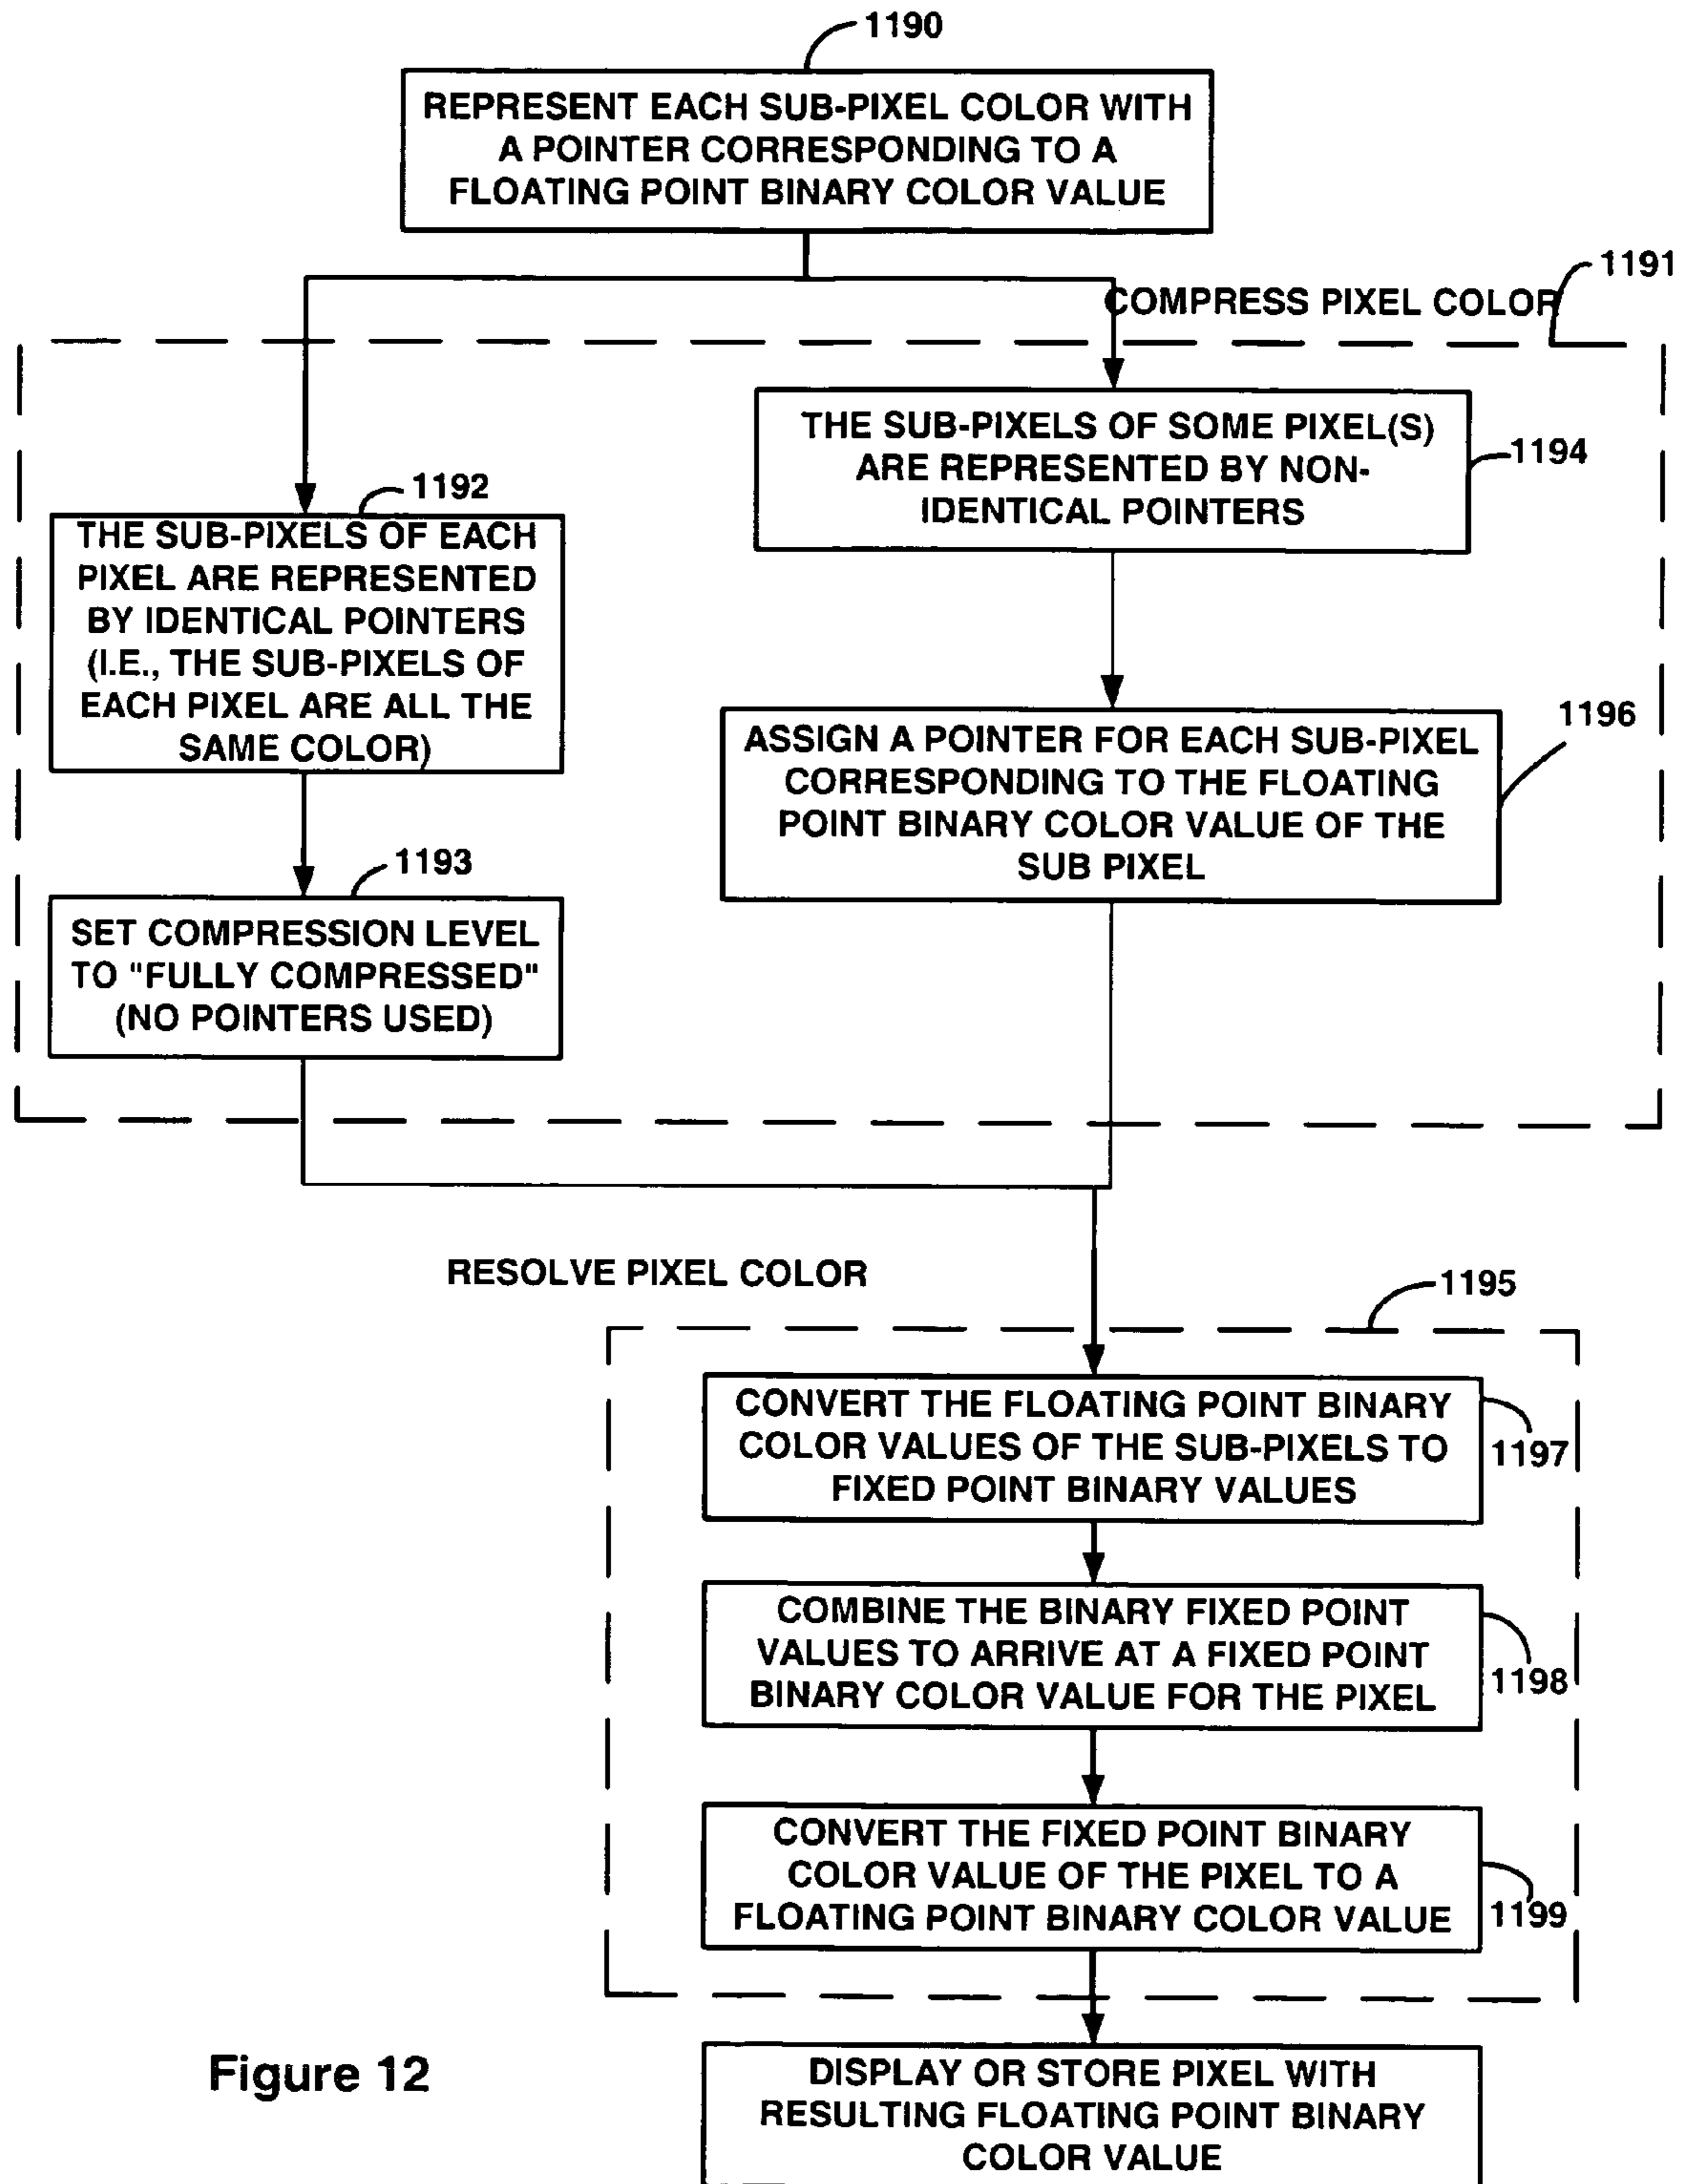 1190
REPRESENT EACH SUB-PIXEL COLOR WITH
A POINTER CORRESPONDING TO A
FLOATING POINT BINARY COLOR VALUE
1191
COMPRESS PIXEL COLOR
THE SUB-PIXELS OF SOME PIXEL(S)
ARE REPRESENTED BY NON-
IDENTICAL POINTERS
1194
1192
THE SUB-PIXELS OF EACH
PIXEL ARE REPRESENTED
BY IDENTICAL POINTERS
(I.E., THE SUB-PIXELS OF
EACH PIXEL ARE ALL THE
SAME COLOR)
1196
ASSIGN A POINTER FOR EACH SUB-PIXEL
CORRESPONDING TO THE FLOATING
POINT BINARY COLOR VALUE OF THE
SUB PIXEL
1193
SET COMPRESSION LEVEL
TO "FULLY COMPRESSED"
(NO POINTERS USED)
RESOLVE PIXEL COLOR
1195
CONVERT THE FLOATING POINT BINARY
COLOR VALUES OF THE SUB-PIXELS TO
FIXED POINT BINARY VALUES
1197
COMBINE THE BINARY FIXED POINT
VALUES TO ARRIVE AT A FIXED POINT
BINARY COLOR VALUE FOR THE PIXEL
1198
CONVERT THE FIXED POINT BINARY
COLOR VALUE OF THE PIXEL TO A
FLOATING POINT BINARY COLOR VALUE
1199
DISPLAY OR STORE PIXEL WITH
RESULTING FLOATING POINT BINARY
COLOR VALUE
Figure 12